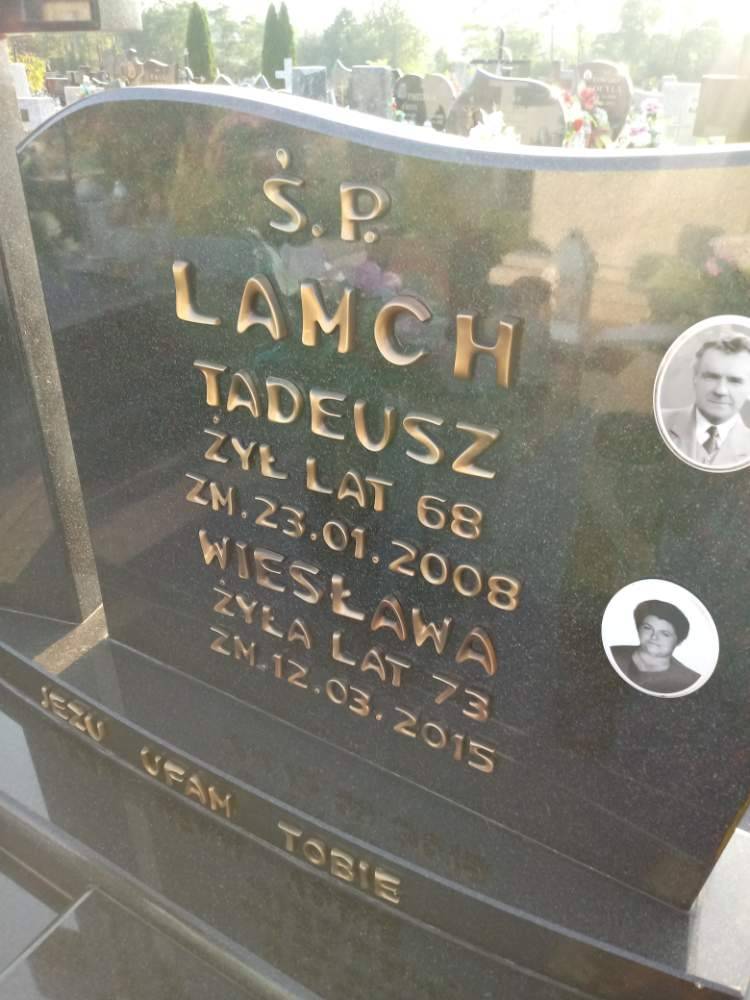 Ś.P.
LAMCH
TADEUSZ
ŻYŁ LAT 68
ZM. 23.01.2008
WIESŁAWA
ŻYŁA LAT 73
ZM. 12.03.2015
JEZU UFAM TOBIE